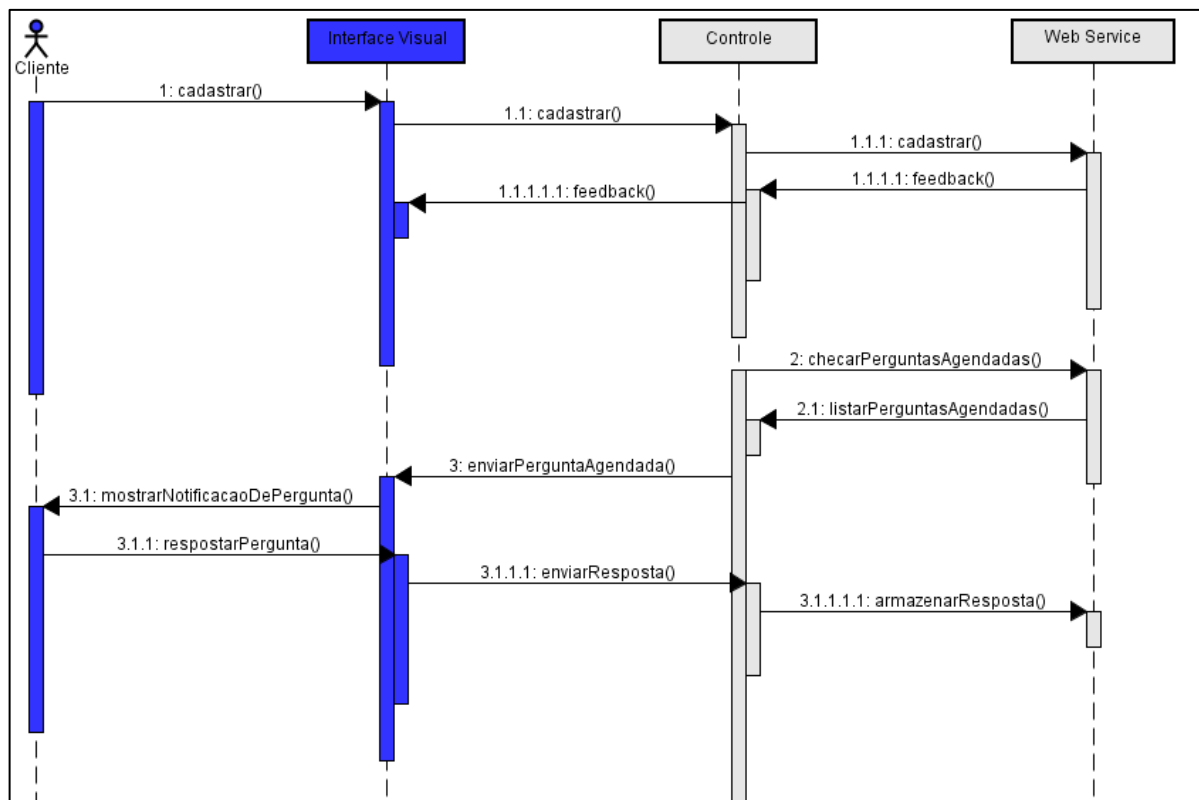 Cliente
Interface Visual
Controle
Web Service
1: cadastrar()
1.1: cadastrar()
1.1.1: cadastrar()
1.1.1.1: feedback()
1.1.1.1.1: feedback()
2: checarPerguntasAgendadas()
2.1: listarPerguntasAgendadas()
3: enviarPerguntaAgendada()
3.1: mostrarNotificacaoDePergunta()
3.1.1: respostarPergunta()
3.1.1.1: enviarResposta()
3.1.1.1.1: armazenarResposta()